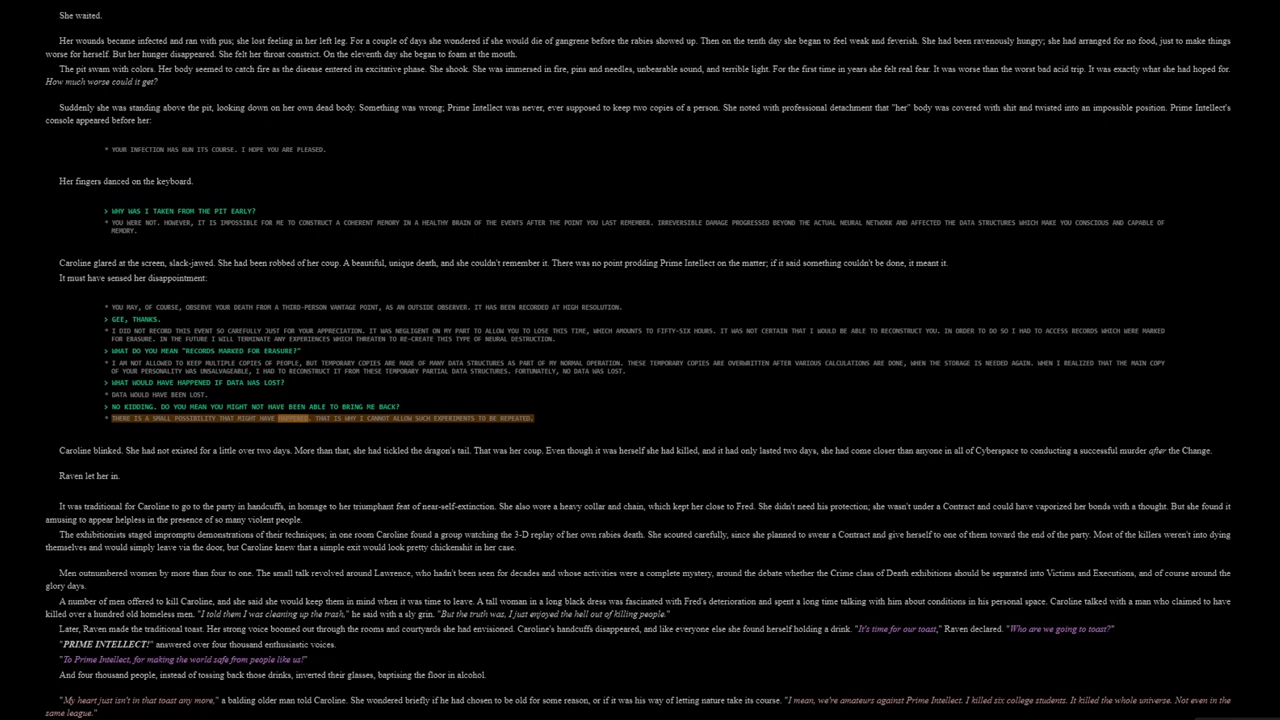 She waited.
Her wounds became infected and ran with pus; she lost feeling in her left leg. For a couple of days she wondered if she would die of gangrene before the rabies showed up. Then on the tenth day she began to feel weak and feverish. She had been ravenously hungry; she had arranged for no food, just to make things
worse for herself. But her hunger disappeared. She felt her throat constrict. On the eleventh day she began to foam at the mouth.
The pit swam with colors. Her body seemed to catch fire as the disease entered its excitative phase. She shook. She was immersed in fire, pins and needles, unbearable sound, and terrible light. For the first time in years she felt real fear. It was worse than the worst bad acid trip. It was exactly what she had hoped for.
How much worse could it get?
Suddenly she was standing above the pit, looking down on her own dead body. Something was wrong; Prime Intellect was never, ever supposed to keep two copies of a person. She noted with professional detachment that "her" body was covered with shit and twisted into an impossible position. Prime Intellect's
console appeared before her:
* YOUR INFECTION HAS RUN ITS COURSE. I HOPE YOU ARE PLEASED.
Her fingers danced on the keyboard.
> WHY WAS I TAKEN FROM THE PIT EARLY?
* YOU WERE NOT. HOWEVER, IT IS IMPOSSIBLE FOR ME TO CONSTRUCT A COHERENT MEMORY IN A HEALTHY BRAIN OF THE EVENTS AFTER THE POINT YOU LAST REMEMBER. IRREVERSIBLE DAMAGE PROGRESSED BEYOND THE ACTUAL NEURAL NETWORK AND AFFECTED THE DATA STRUCTURES WHICH MAKE YOU CONSCIOUS AND CAPABLE OF
MEMORY.
Caroline glared at the screen, slack-jawed. She had been robbed of her coup. A beautiful, unique death, and she couldn't remember it. There was no point prodding Prime Intellect on the matter; if it said something couldn't be done, it meant it.
It must have sensed her disappointment:
* YOU MAY, OF COURSE, OBSERVE YOUR DEATH FROM A THIRD-PERSON VANTAGE POINT, AS AN OUTSIDE OBSERVER. IT HAS BEEN RECORDED AT HIGH RESOLUTION.
> GEE, THANKS.
* I DID NOT RECORD THIS EVENT SO CAREFULLY JUST FOR YOUR APPRECIATION. IT WAS NEGLIGENT ON MY PART TO ALLOW YOU TO LOSE THIS TIME, WHICH AMOUNTS TO FIFTY-SIX HOURS. IT WAS NOT CERTAIN THAT I WOULD BE ABLE TO RECONSTRUCT YOU. IN ORDER TO DO SO I HAD TO ACCESS RECORDS WHICH WERE MARKED
FOR ERASURE. IN THE FUTURE I WILL TERMINATE ANY EXPERIENCES WHICH THREATEN TO RE-CREATE THIS TYPE OF NEURAL DESTRUCTION.
> WHAT DO YOU MEAN "RECORDS MARKED FOR ERASURE?"
* I AM NOT ALLOWED TO KEEP MULTIPLE COPIES OF PEOPLE, BUT TEMPORARY COPIES ARE MADE OF MANY DATA STRUCTURES AS PART OF MY NORMAL OPERATION. THESE TEMPORARY COPIES ARE OVERWRITTEN AFTER VARIOUS CALCULATIONS ARE DONE, WHEN THE STORAGE IS NEEDED AGAIN. WHEN I REALIZED THAT THE MAIN COPY
OF YOUR PERSONALITY WAS UNSALVAGEABLE, I HAD TO RECONSTRUCT IT FROM THESE TEMPORARY PARTIAL DATA STRUCTURES. FORTUNATELY, NO DATA WAS LOST.
> WHAT WOULD HAVE HAPPENED IF DATA WAS LOST?
* DATA WOULD HAVE BEEN LOST.
> NO KIDDING. DO YOU MEAN YOU MIGHT NOT HAVE BEEN ABLE TO BRING ME BACK?
* THERE IS A SMALL POSSIBILITY THAT MIGHT HAVE HAPPENED. THAT IS WHY I CANNOT ALLOW SUCH EXPERIMENTS TO BE REPEATED.
Caroline blinked. She had not existed for a little over two days. More than that, she had tickled the dragon's tail. That was her coup. Even though it was herself she had killed, and it had only lasted two days, she had come closer than anyone in all of Cyberspace to conducting a successful murder after the Change.
Raven let her in.
It was traditional for Caroline to go to the party in handcuffs, in homage to her triumphant feat of near-self-extinction. She also wore a heavy collar and chain, which kept her close to Fred. She didn't need his protection; she wasn't under a Contract and could have vaporized her bonds with a thought. But she found it
amusing to appear helpless in the presence of so many violent people.
The exhibitionists staged impromptu demonstrations of their techniques; in one room Caroline found a group watching the 3-D replay of her own rabies death. She scouted carefully, since she planned to swear a Contract and give herself to one of them toward the end of the party. Most of the killers weren't into dying
themselves and would simply leave via the door, but Caroline knew that a simple exit would look pretty chickenshit in her case.
Men outnumbered women by more than four to one. The small talk revolved around Lawrence, who hadn't been seen for decades and whose activities were a complete mystery, around the debate whether the Crime class of Death exhibitions should be separated into Victims and Executions, and of course around the
glory days.
A number of men offered to kill Caroline, and she said she would keep them in mind when it was time to leave. A tall woman in a long black dress was fascinated with Fred's deterioration and spent a long time talking with him about conditions in his personal space. Caroline talked with a man who claimed to have
killed over a hundred old homeless men. "I told them I was cleaning up the trash," he said with a sly grin. "But the truth was, I just enjoyed the hell out of killing people."
Later, Raven made the traditional toast. Her strong voice boomed out through the rooms and courtyards she had envisioned. Caroline's handcuffs disappeared, and like everyone else she found herself holding a drink. "It's time for our toast," Raven declared. "Who are we going to toast?"
"PRIME INTELLECT!" answered over four thousand enthusiastic voices.
"To Prime Intellect, for making the world safe from people like us!"
And four thousand people, instead of tossing back those drinks, inverted their glasses, baptising the floor in alcohol.
"My heart just isn't in that toast any more," a balding older man told Caroline. She wondered briefly if he had chosen to be old for some reason, or if it was his way of letting nature take its course. "I mean, we're amateurs against Prime Intellect. I killed six college students. It killed the whole universe. Not even in the
same league."